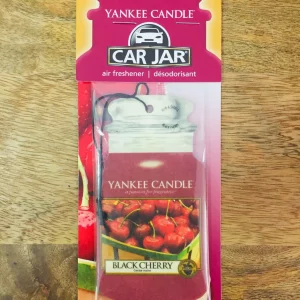 YANKEE CANDLE®
CAR JAR®
air freshener | désodorisant
YANKEE CANDLE
BLACK CHERRY